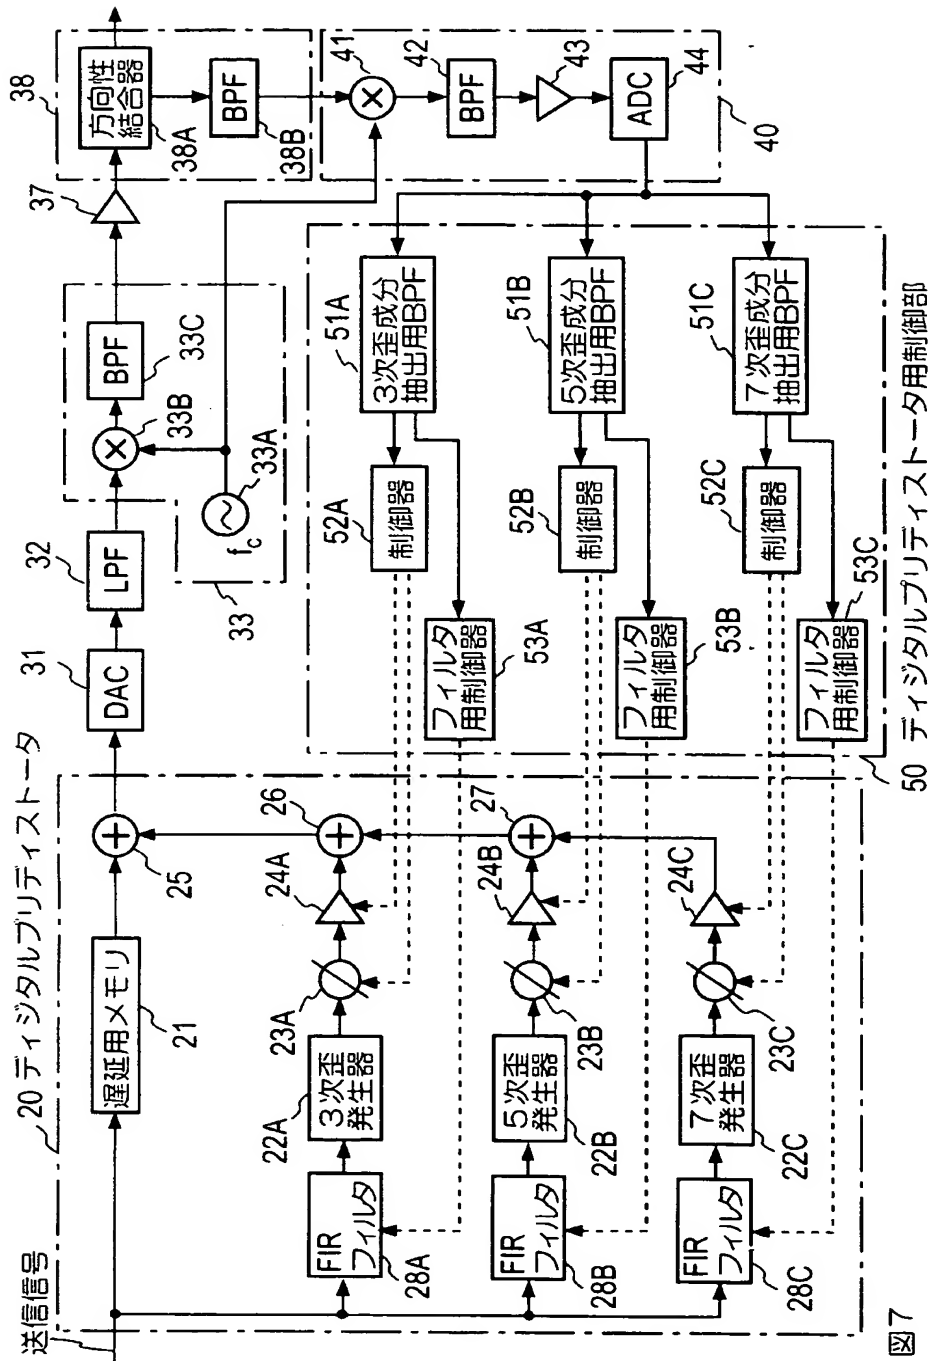 送信信号
20 ディジタルプリディストータ
遅延用メモリ
21
25
FIR
フィルタ
28A
22A
3次歪
発生器
23A
24A
26
FIR
フィルタ
28B
5次歪
発生器
22B
23B
24B
27
FIR
フィルタ
28C
7次歪
発生器
22C
23C
24C
DAC
31
LPF
32
33
33A
fc
33B
BPF
33C
37
38
方向性
結合器
38A
BPF
38B
41
BPF
42
43
ADC
44
40
51A
3次歪成分
抽出用BPF
52A
制御器
フィルタ
用制御器
53A
51B
5次歪成分
抽出用BPF
52B
制御器
フィルタ
用制御器
53B
51C
7次歪成分
抽出用BPF
52C
制御器
フィルタ
用制御器
53C
50 ディジタルプリディストータ用制御部
図7